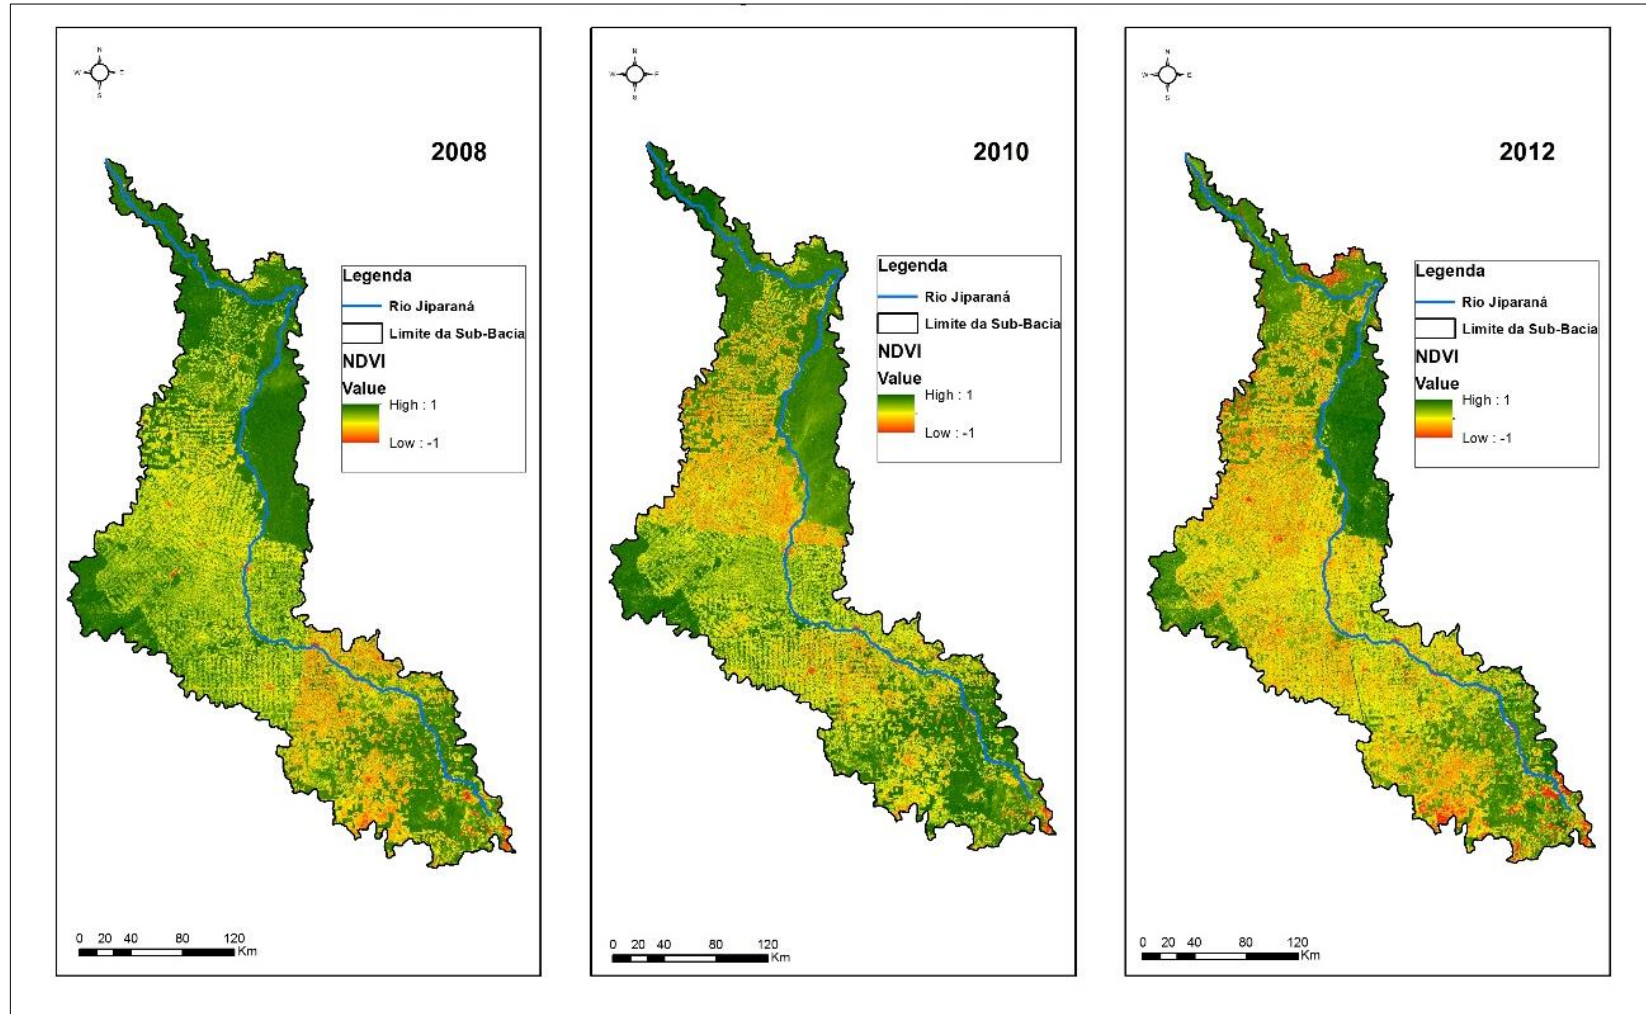 N
W E
S
2008
Legenda
Rio Jiparaná
Limite da Sub-Bacia
NDVI
Value
High : 1
Low : -1
0 20 40 80 120
Km
N
W E
S
2010
Legenda
Rio Jiparaná
Limite da Sub-Bacia
NDVI
Value
High : 1
Low : -1
0 20 40 80 120
Km
N
W E
S
2012
Legenda
Rio Jiparaná
Limite da Sub-Bacia
NDVI
Value
High : 1
Low : -1
0 20 40 80 120
Km